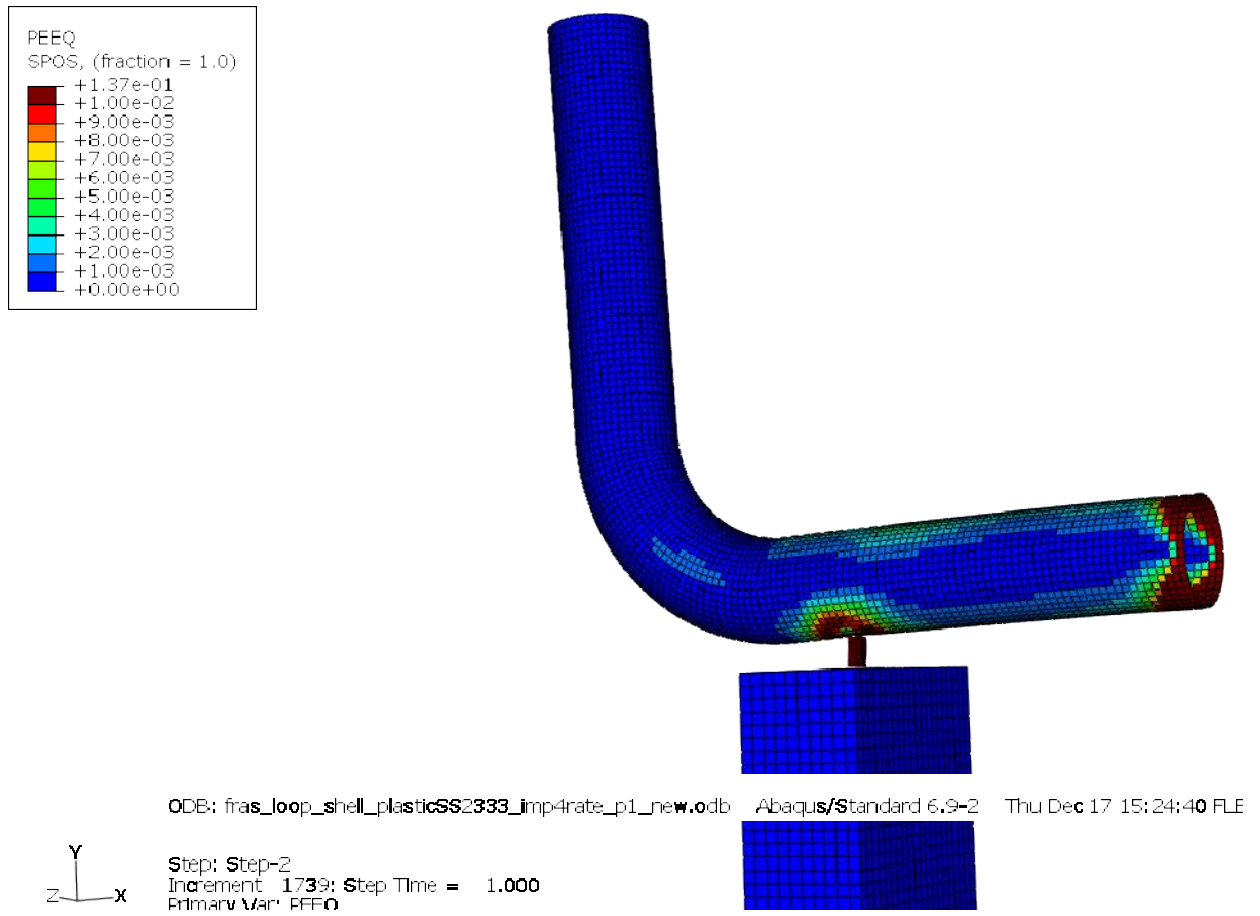 PEEQ
SPOS, (fraction = 1.0)
+1.37e-01
+1.00e-02
+9.00e-03
+8.00e-03
+7.00e-03
+6.00e-03
+5.00e-03
+4.00e-03
+3.00e-03
+2.00e-03
+1.00e-03
+0.00e+00
ODB: fras_loop_shell_plasticSS2333_imp4rate_p1_new.odb Abaqus/Standard 6.9-2 Thu Dec 17 15:24:40 FLE
Y
Z X
Step: Step-2
Increment 1739: Step Time = 1.000
Primary Var: PEEQ